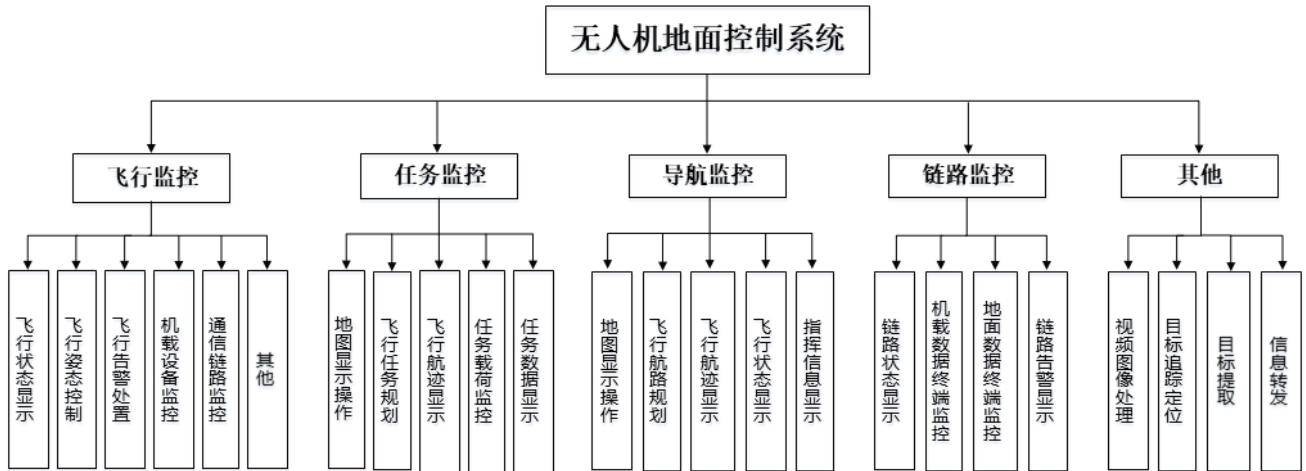 无人机地面控制系统
飞行监控
任务监控
导航监控
链路监控
其他
飞行状态显示
飞行姿态控制
飞行告警处置
机载设备监控
通信链路监控
其他
地图显示操作
飞行任务规划
飞行航迹显示
任务载荷监控
任务数据显示
地图显示操作
飞行航路规划
飞行航迹显示
飞行状态显示
指挥信息显示
链路状态显示
机载数据终端监控
地面数据终端监控
链路告警显示
视频图像处理
目标追踪定位
目标提取
信息转发